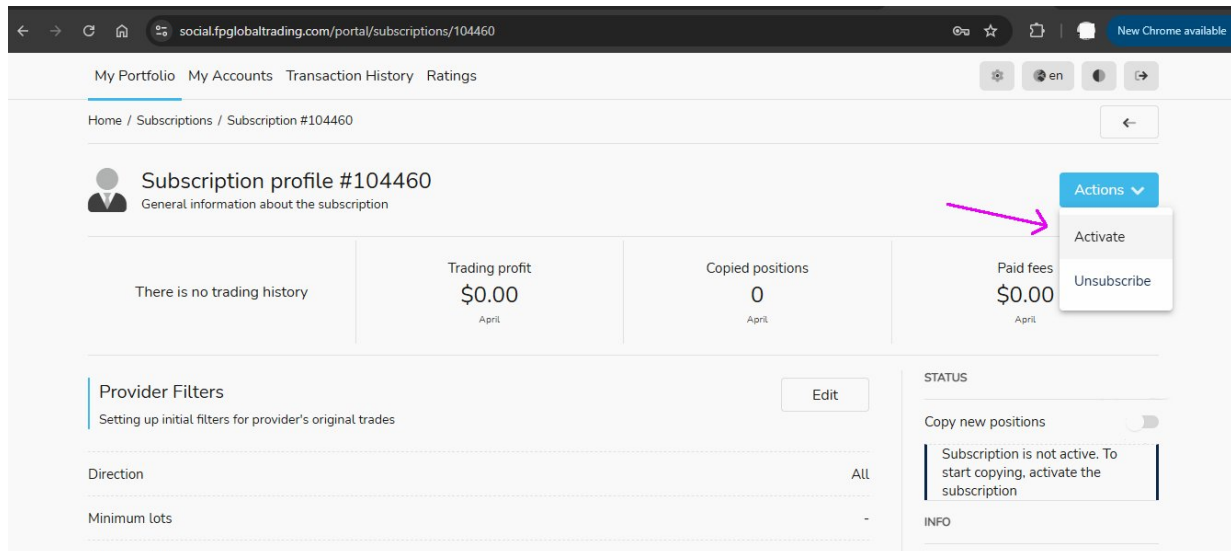 social.fpglobaltrading.com/portal/subscriptions/104460
New Chrome available
My Portfolio My Accounts Transaction History Ratings
en
Home / Subscriptions / Subscription #104460
Subscription profile #104460
General information about the subscription
Actions
Activate
Unsubscribe
There is no trading history
Trading profit
$0.00
April
Copied positions
0
April
Paid fees
$0.00
April
Provider Filters
Setting up initial filters for provider's original trades
Edit
Direction All
Minimum lots -
STATUS
Copy new positions
Subscription is not active. To
start copying, activate the
subscription
INFO